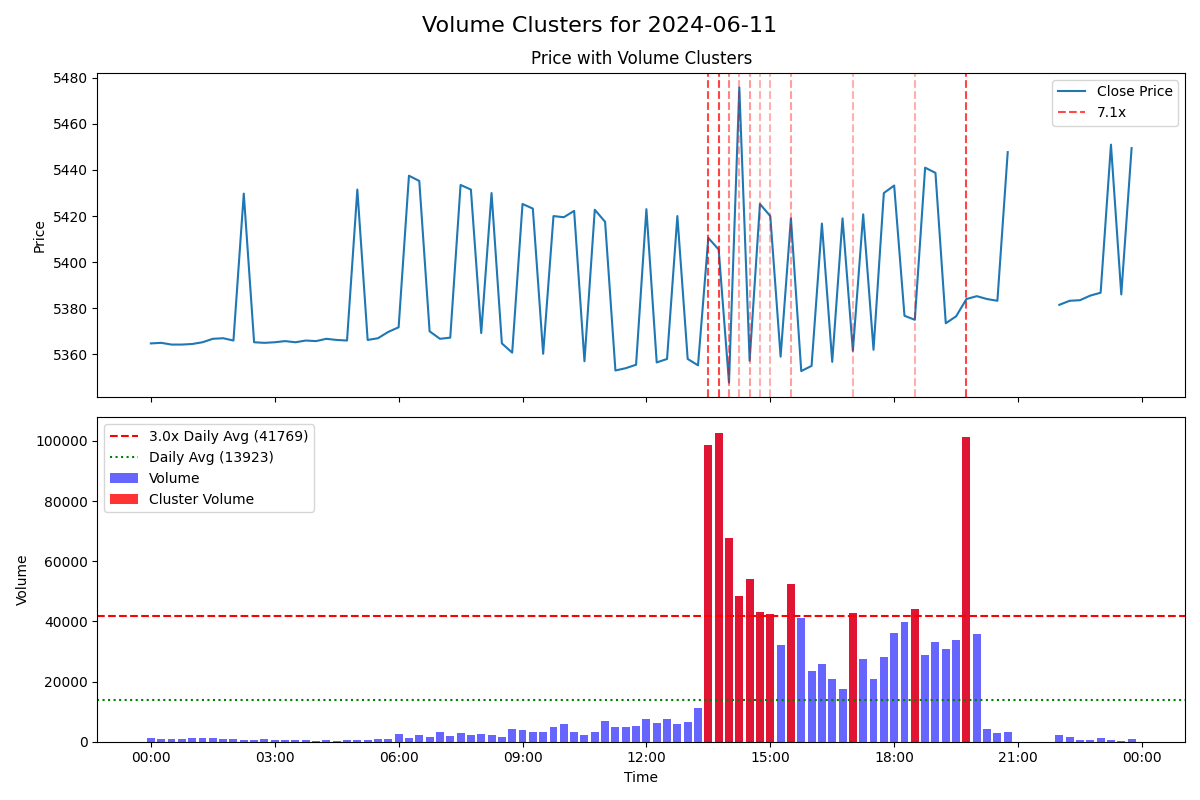 Volume Clusters for 2024-06-11
Price with Volume Clusters
5480
5460
5440
5420
5400
5380
5360
Price
Close Price
7.1x
100000
80000
60000
40000
20000
0
Volume
3.0x Daily Avg (41769)
Daily Avg (13923)
Volume
Cluster Volume
00:00 03:00 06:00 09:00 12:00 15:00 18:00 21:00 00:00
Time